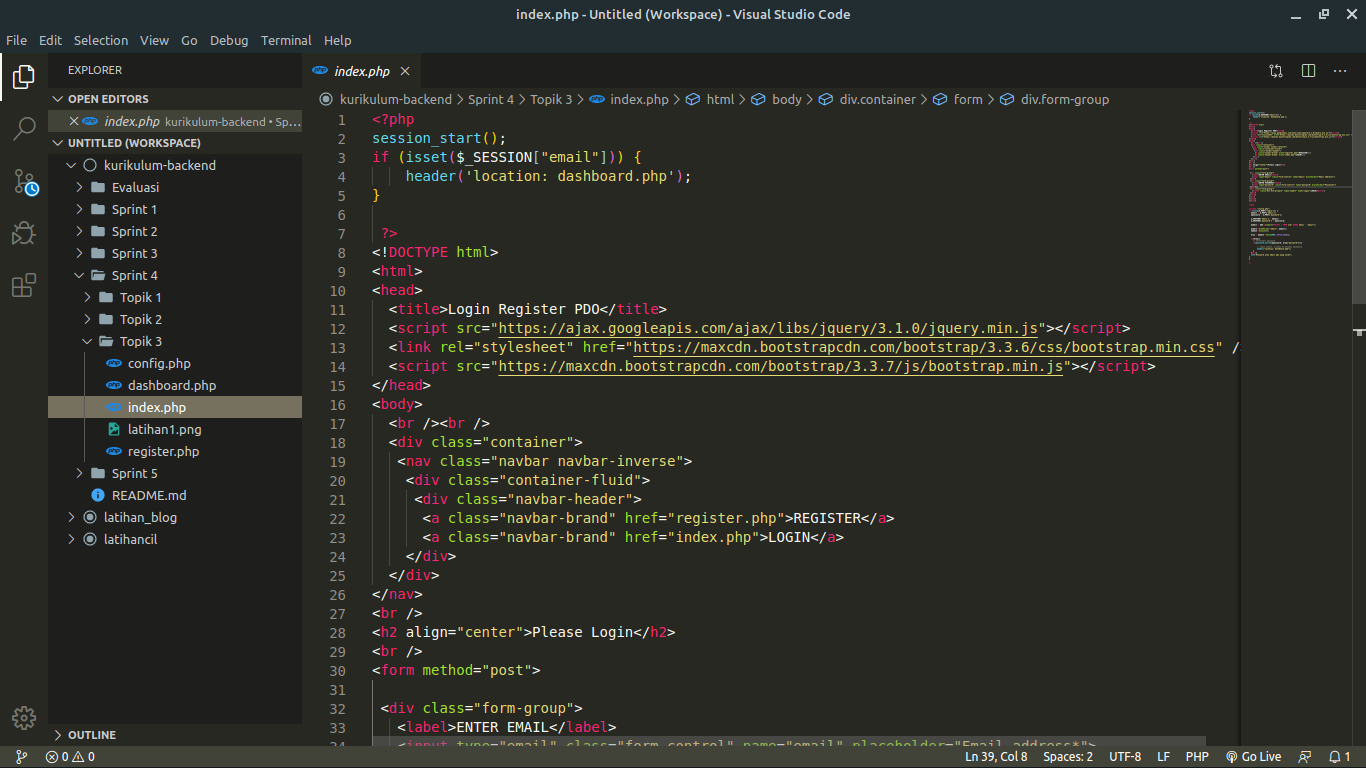 index.php - Untitled (Workspace) - Visual Studio Code
File Edit Selection View Go Debug Terminal Help
EXPLORER
OPEN EDITORS
index.php kurikulum-backend • Sp...
UNTITLED (WORKSPACE)
kurikulum-backend
Evaluasi
Sprint 1
Sprint 2
Sprint 3
Sprint 4
Topik 1
Topik 2
Topik 3
config.php
dashboard.php
index.php
latihan1.png
register.php
Sprint 5
README.md
latihan_blog
latihancil
OUTLINE
index.php
kurikulum-backend > Sprint 4 > Topik 3 > index.php > html > body > div.container > form > div.form-group
1 <?php
2 session_start();
3 if (isset($_SESSION["email"])) {
4     header('location: dashboard.php');
5 }
6
7  ?>
8 <!DOCTYPE html>
9 <html>
10 <head>
11   <title>Login Register PDO</title>
12   <script src="https://ajax.googleapis.com/ajax/libs/jquery/3.1.0/jquery.min.js"></script>
13   <link rel="stylesheet" href="https://maxcdn.bootstrapcdn.com/bootstrap/3.3.6/css/bootstrap.min.css" /
14   <script src="https://maxcdn.bootstrapcdn.com/bootstrap/3.3.7/js/bootstrap.min.js"></script>
15 </head>
16 <body>
17   <br /><br />
18   <div class="container">
19    <nav class="navbar navbar-inverse">
20     <div class="container-fluid">
21      <div class="navbar-header">
22       <a class="navbar-brand" href="register.php">REGISTER</a>
23       <a class="navbar-brand" href="index.php">LOGIN</a>
24     </div>
25   </div>
26 </nav>
27 <br />
28 <h2 align="center">Please Login</h2>
29 <br />
30 <form method="post">
31
32  <div class="form-group">
33    <label>ENTER EMAIL</label>
34    <input type="email" class="form-control" name="email" placeholder="Email address*">
0 0 Ln 39, Col 8 Spaces: 2 UTF-8 LF PHP Go Live 1